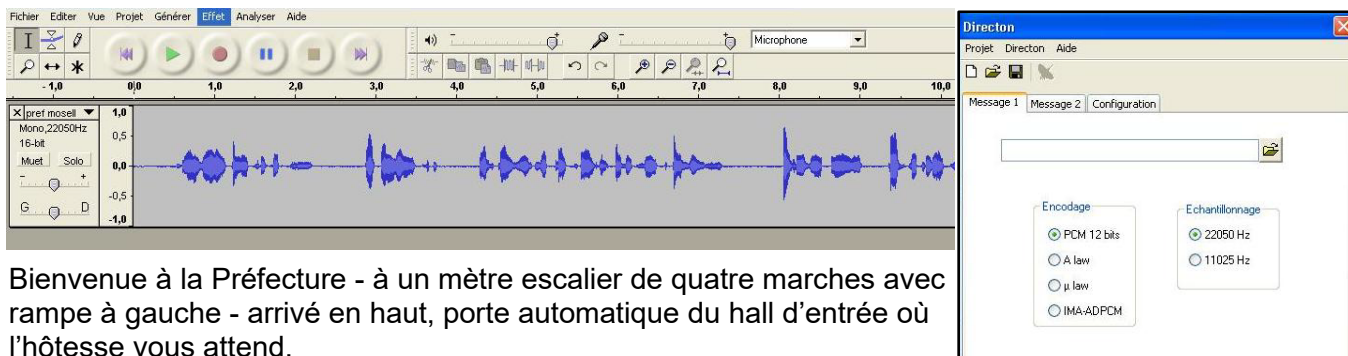 Fichier Editer Vue Projet Générer Effet Analyser Aide
Microphone
- 1,0 0,0 1,0 2,0 3,0 4,0 5,0 6,0 7,0 8,0 9,0 10,0
X pref mosell
Mono,22050Hz
16-bit
Muet Solo
- +
G D
1,0
0,5
0,0
-0,5
-1,0
Bienvenue à la Préfecture - à un mètre escalier de quatre marches avec
rampe à gauche - arrivé en haut, porte automatique du hall d’entrée où
l’hôtesse vous attend.
Directon
Projet Directon Aide
Message 1 Message 2 Configuration
Encodage
PCM 12 bits
A law
µ law
IMA-ADPCM
Echantillonnage
22050 Hz
11025 Hz